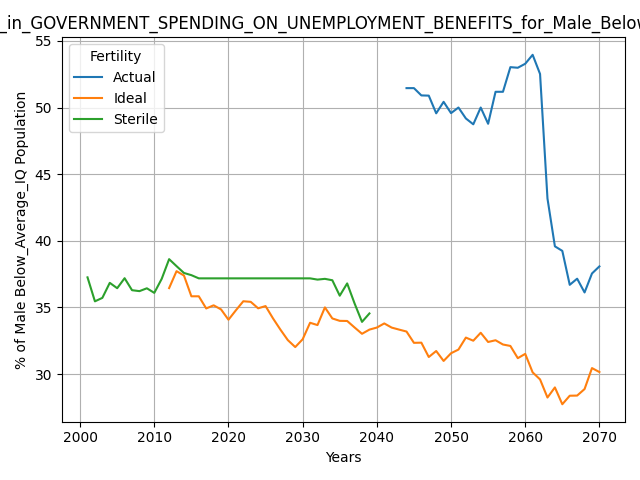 _in_GOVERNMENT_SPENDING_ON_UNEMPLOYMENT_BENEFITS_for_Male_Below
Fertility
Actual
Ideal
Sterile
% of Male Below_Average_IQ Population
55
50
45
40
35
30
2000 2010 2020 2030 2040 2050 2060 2070
Years